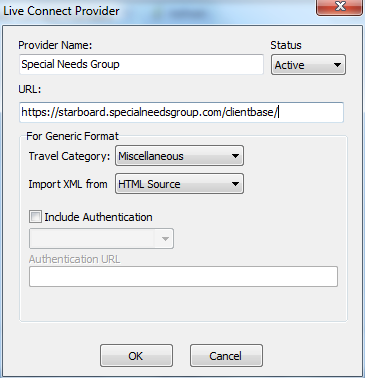 Live Connect Provider
Provider Name: Status
Special Needs Group Active
URL:
https://starboard.specialneedsgroup.com/clientbase/
For Generic Format
Travel Category: Miscellaneous
Import XML from HTML Source
Include Authentication
Authentication URL
OK Cancel